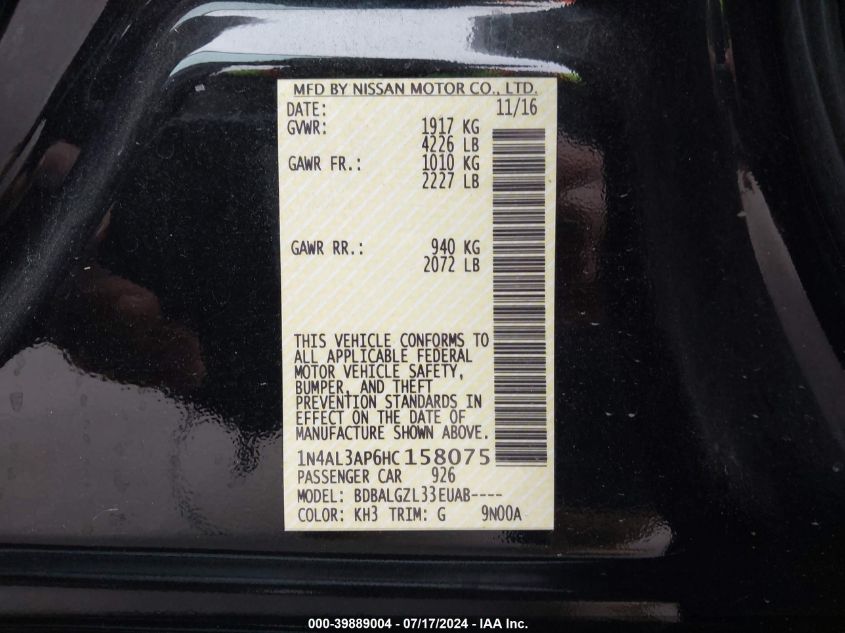 MFD BY NISSAN MOTOR CO., LTD.
DATE: 11/16
GVWR: 1917 KG
4226 LB
GAWR FR.: 1010 KG
2227 LB
GAWR RR.: 940 KG
2072 LB
THIS VEHICLE CONFORMS TO
ALL APPLICABLE FEDERAL
MOTOR VEHICLE SAFETY,
BUMPER, AND THEFT
PREVENTION STANDARDS IN
EFFECT ON THE DATE OF
MANUFACTURE SHOWN ABOVE.
1N4AL3AP6HC158075
PASSENGER CAR 926
MODEL: BDBALGZL33EUAB----
COLOR: KH3 TRIM: G 9N00A
000-39889004 - 07/17/2024 - IAA Inc.